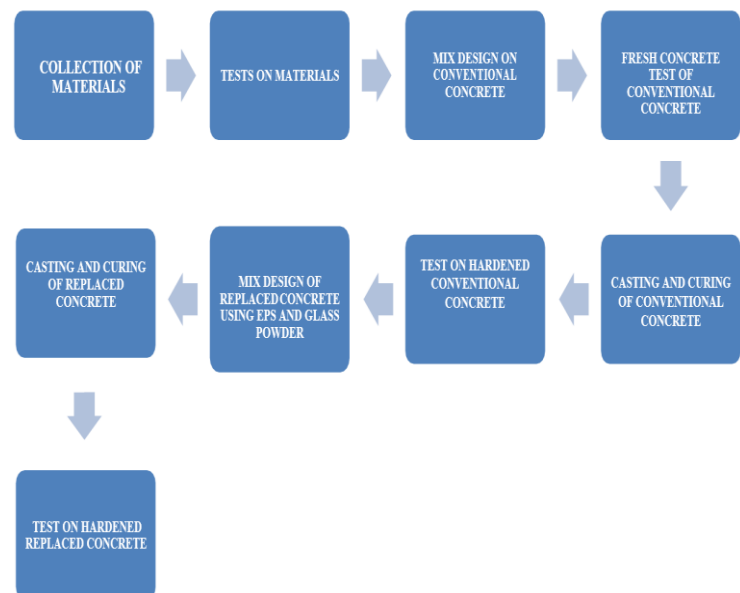 COLLECTION OF
MATERIALS
TESTS ON MATERIALS
MIX DESIGN ON
CONVENTIONAL
CONCRETE
FRESH CONCRETE
TEST OF
CONVENTIONAL
CONCRETE
CASTING AND CURING
OF CONVENTIONAL
CONCRETE
TEST ON HARDENED
CONVENTIONAL
CONCRETE
MIX DESIGN OF
REPLACED CONCRETE
USING EPS AND GLASS
POWDER
CASTING AND CURING
OF REPLACED
CONCRETE
TEST ON HARDENED
REPLACED CONCRETE